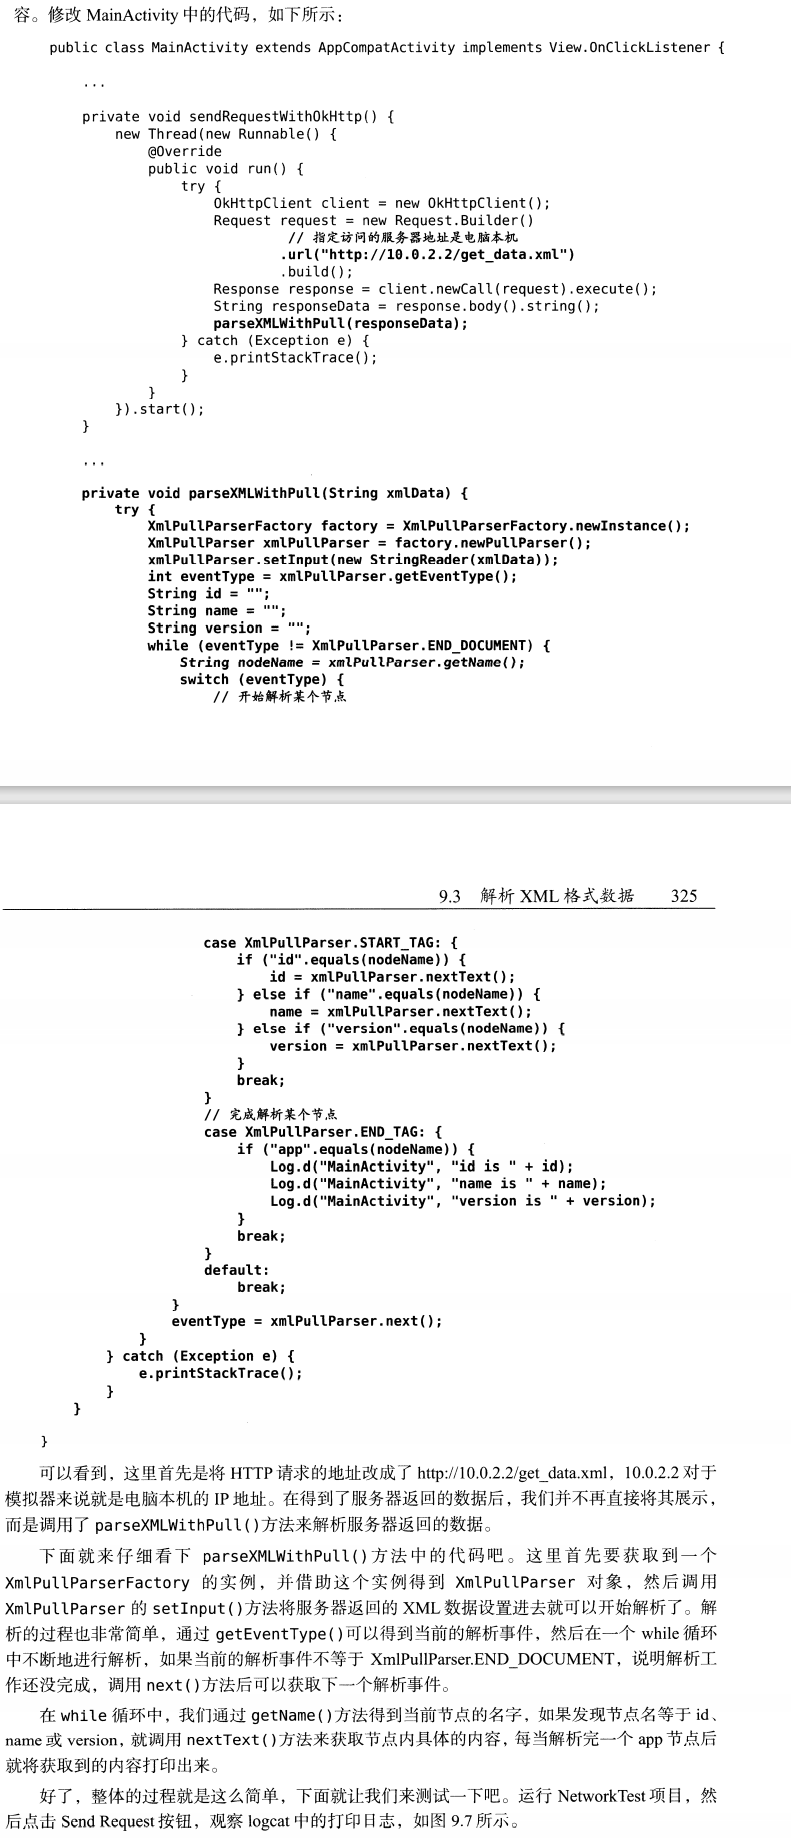 容。修改 MainActivity 中的代码，如下所示：
public class MainActivity extends AppCompatActivity implements View.OnClickListener {
...
private void sendRequestWithOkHttp() {
new Thread(new Runnable() {
@Override
public void run() {
try {
OkHttpClient client = new OkHttpClient();
Request request = new Request.Builder()
// 指定访问的服务器地址是电脑本机
.url("http://10.0.2.2/get_data.xml")
.build();
Response response = client.newCall(request).execute();
String responseData = response.body().string();
parseXMLWithPull(responseData);
} catch (Exception e) {
e.printStackTrace();
}
}
}).start();
}
...
private void parseXMLWithPull(String xmlData) {
try {
XmlPullParserFactory factory = XmlPullParserFactory.newInstance();
XmlPullParser xmlPullParser = factory.newPullParser();
xmlPullParser.setInput(new StringReader(xmlData));
int eventType = xmlPullParser.getEventType();
String id = "";
String name = "";
String version = "";
while (eventType != XmlPullParser.END_DOCUMENT) {
String nodeName = xmlPullParser.getName();
switch (eventType) {
// 开始解析某个节点
9.3 解析 XML 格式数据 325
case XmlPullParser.START_TAG: {
if ("id".equals(nodeName)) {
id = xmlPullParser.nextText();
} else if ("name".equals(nodeName)) {
name = xmlPullParser.nextText();
} else if ("version".equals(nodeName)) {
version = xmlPullParser.nextText();
}
break;
}
// 完成解析某个节点
case XmlPullParser.END_TAG: {
if ("app".equals(nodeName)) {
Log.d("MainActivity", "id is " + id);
Log.d("MainActivity", "name is " + name);
Log.d("MainActivity", "version is " + version);
}
break;
}
default:
break;
}
eventType = xmlPullParser.next();
}
} catch (Exception e) {
e.printStackTrace();
}
}
}
可以看到，这里首先是将 HTTP 请求的地址改成了 http://10.0.2.2/get_data.xml，10.0.2.2 对于
模拟器来说就是电脑本机的 IP 地址。在得到了服务器返回的数据后，我们并不再直接将其展示，
而是调用了 parseXMLWithPull()方法来解析服务器返回的数据。
下面就来仔细看下 parseXMLWithPull()方法中的代码吧。这里首先要获取到一个
XmlPullParserFactory 的实例，并借助这个实例得到 XmlPullParser 对象，然后调用
XmlPullParser 的 setInput()方法将服务器返回的 XML 数据设置进去就可以开始解析了。解
析的过程也非常简单，通过 getEventType()可以得到当前的解析事件，然后在一个 while 循环
中不断地进行解析，如果当前的解析事件不等于 XmlPullParser.END_DOCUMENT，说明解析工
作还没完成，调用 next()方法后可以获取下一个解析事件。
在 while 循环中，我们通过 getName()方法得到当前节点的名字，如果发现节点名等于 id、
name 或 version，就调用 nextText()方法来获取节点内具体的内容，每当解析完一个 app 节点后
就将获取到的内容打印出来。
好了，整体的过程就是这么简单，下面就让我们来测试一下吧。运行 NetworkTest 项目，然
后点击 Send Request 按钮，观察 logcat 中的打印日志，如图 9.7 所示。